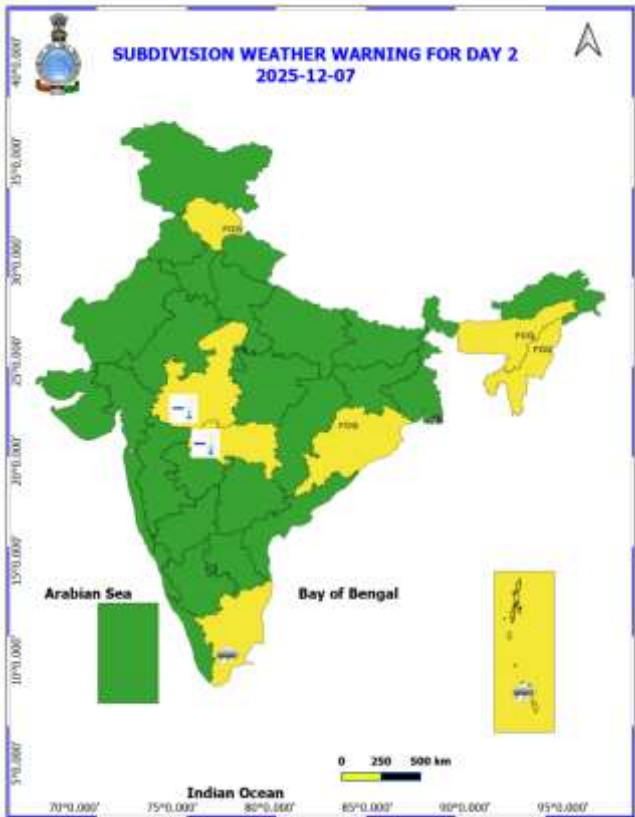 SUBDIVISION WEATHER WARNING FOR DAY 2
2025-12-07
40°0.000'
35°0.000'
30°0.000'
25°0.000'
20°0.000'
15°0.000'
10°0.000'
5°0.000'
FOG
FOG
FOG
FOG
Arabian Sea
Bay of Bengal
0 250 500 km
Indian Ocean
70°0.000' 75°0.000' 80°0.000' 85°0.000' 90°0.000' 95°0.000'